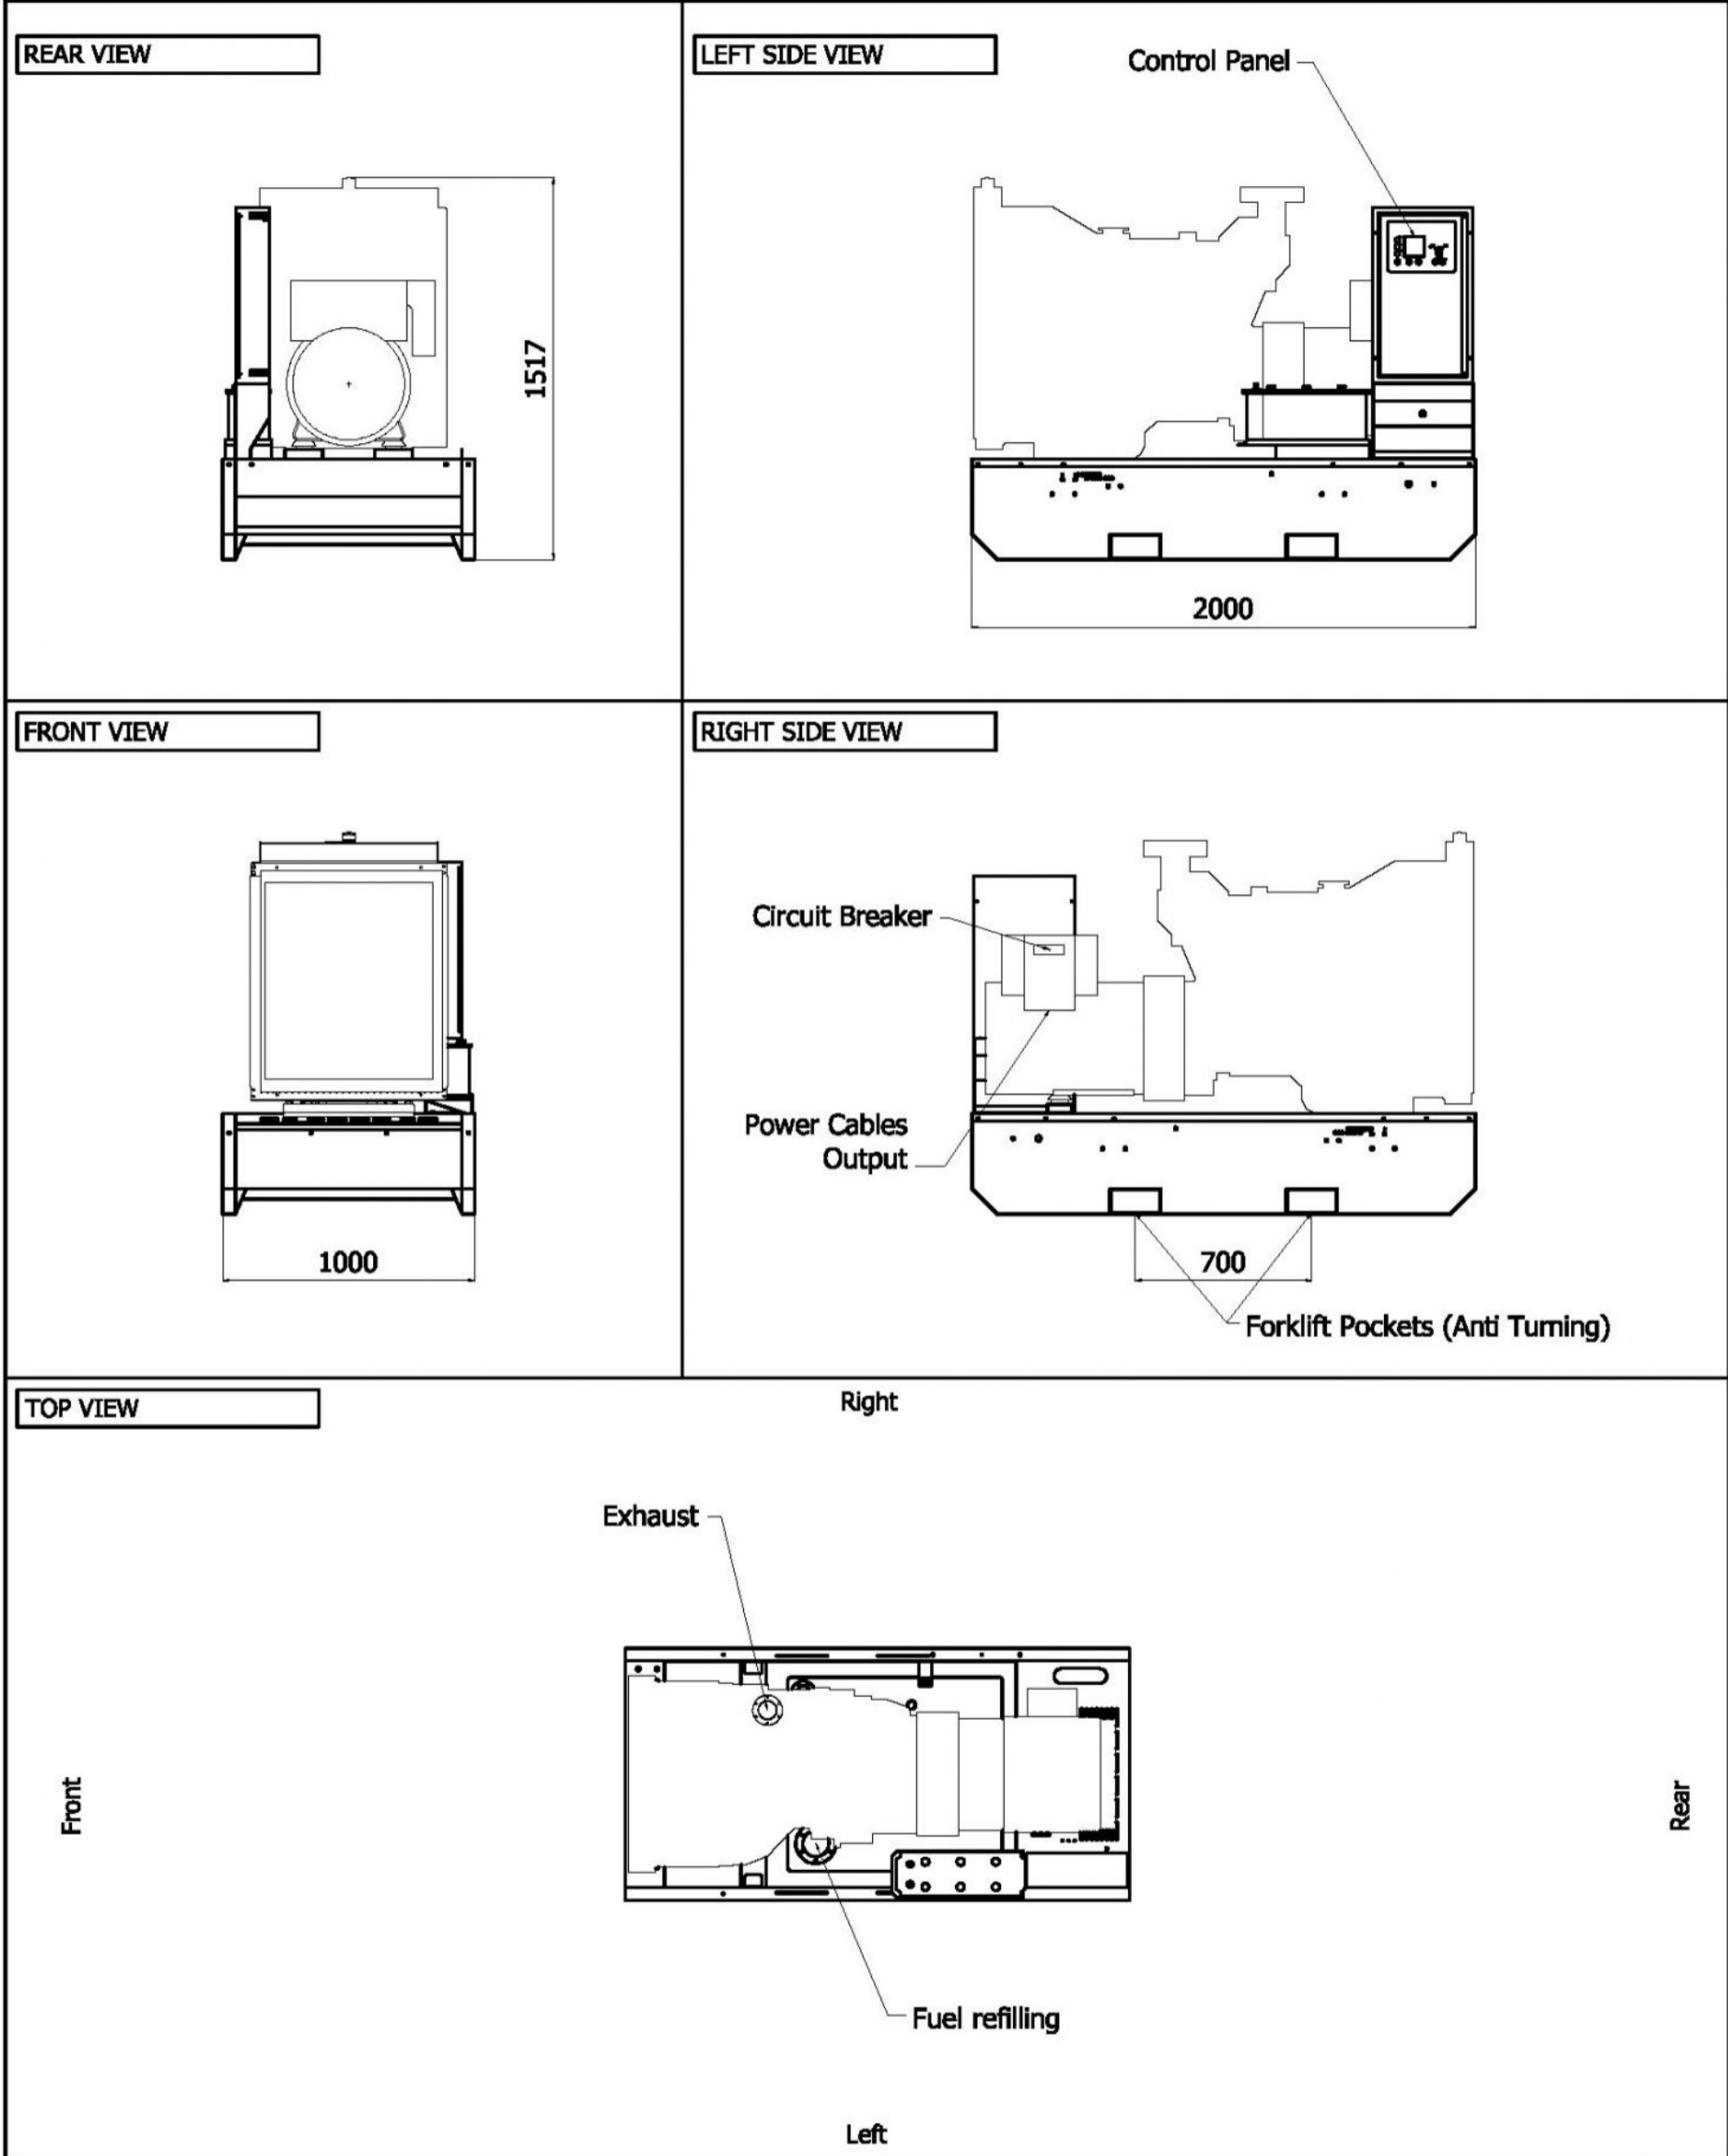 REAR VIEW
1517
LEFT SIDE VIEW
Control Panel
2000
FRONT VIEW
1000
RIGHT SIDE VIEW
Circuit Breaker
Power Cables
Output
700
Forklift Pockets (Anti Turning)
TOP VIEW
Right
Exhaust
Front
Rear
Fuel refilling
Left